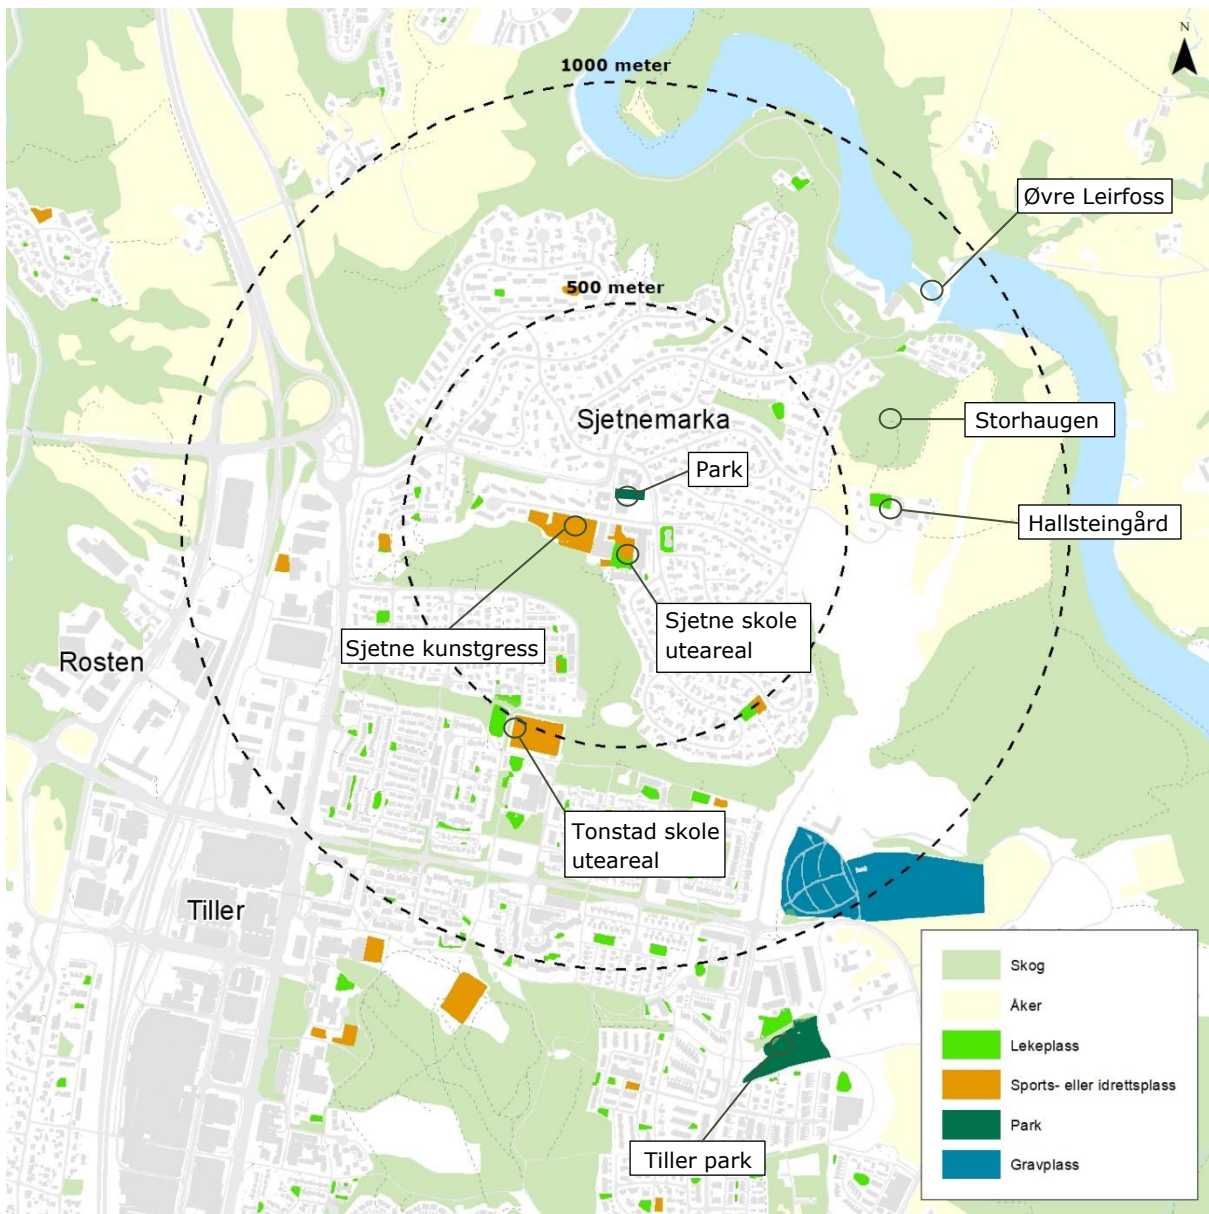 N
1000 meter
Øvre Leirfoss
500 meter
Sjetnemarka
Storhaugen
Park
Hallsteingård
Sjetne kunstgress
Sjetne skole
uteareal
Rosten
Tonstad skole
uteareal
Tiller
Skog
Åker
Lekeplass
Sports- eller idrettsplass
Park
Gravplass
Tiller park